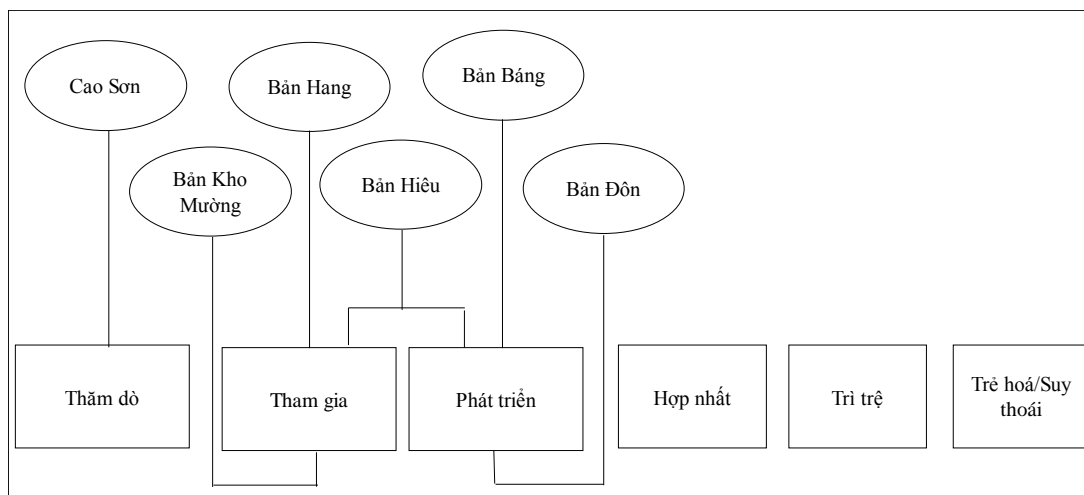 Cao Sơn
Bản Hang
Bản Báng
Bản Kho
Mường
Bản Hiêu
Bản Đôn
Thăm dò
Tham gia
Phát triển
Hợp nhất
Trì trệ
Trẻ hoá/Suy
thoái